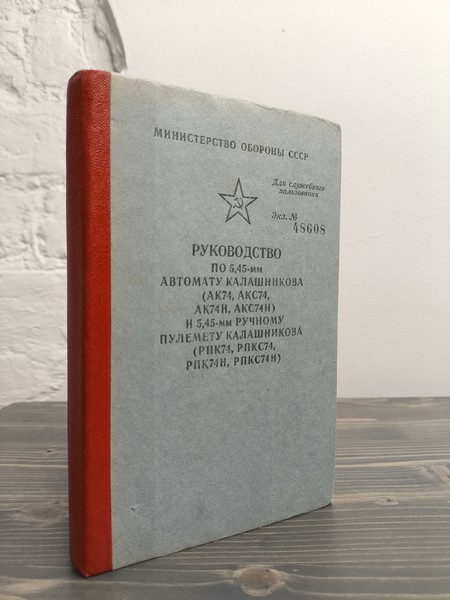 МИНИСТЕРСТВО ОБОРОНЫ СССР
Для служебного
пользования
Экз. №
48608
РУКОВОДСТВО
ПО 5,45-мм
АВТОМАТУ КАЛАШНИКОВА
(АК74, АКС74,
АК74Н, АКС74Н)
И 5,45-мм РУЧНОМУ
ПУЛЕМЕТУ КАЛАШНИКОВА
(РПК74, РПКС74,
РПК74Н, РПКС74Н)